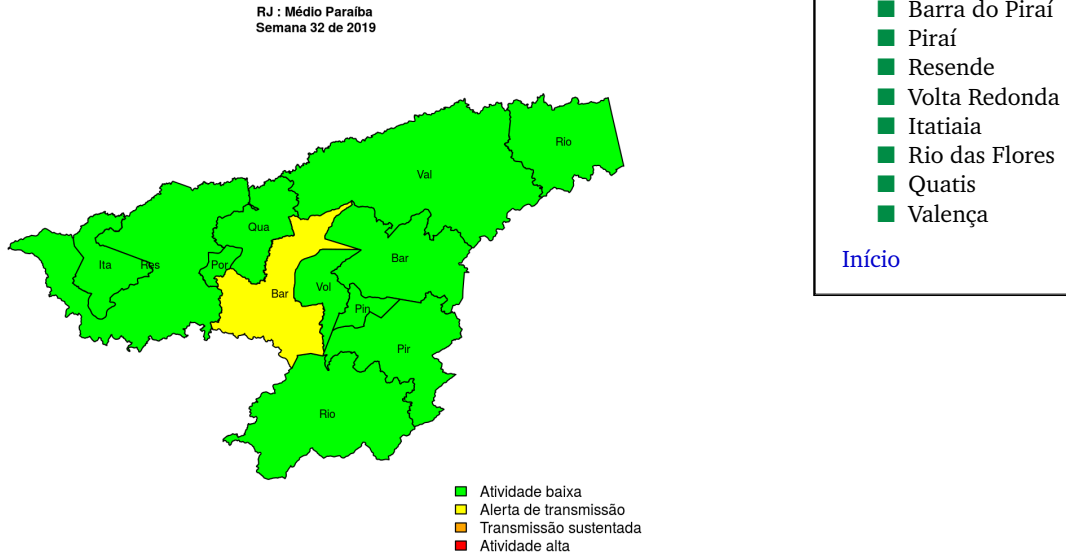 RJ : Médio Paraíba
Semana 32 de 2019
Rio
Val
Qua
Bar
Ita
Res
Por
Bar
Vol
Pin
Pir
Rio
Atividade baixa
Alerta de transmissão
Transmissão sustentada
Atividade alta
Barra do Piraí
Piraí
Resende
Volta Redonda
Itatiaia
Rio das Flores
Quatis
Valença
Início